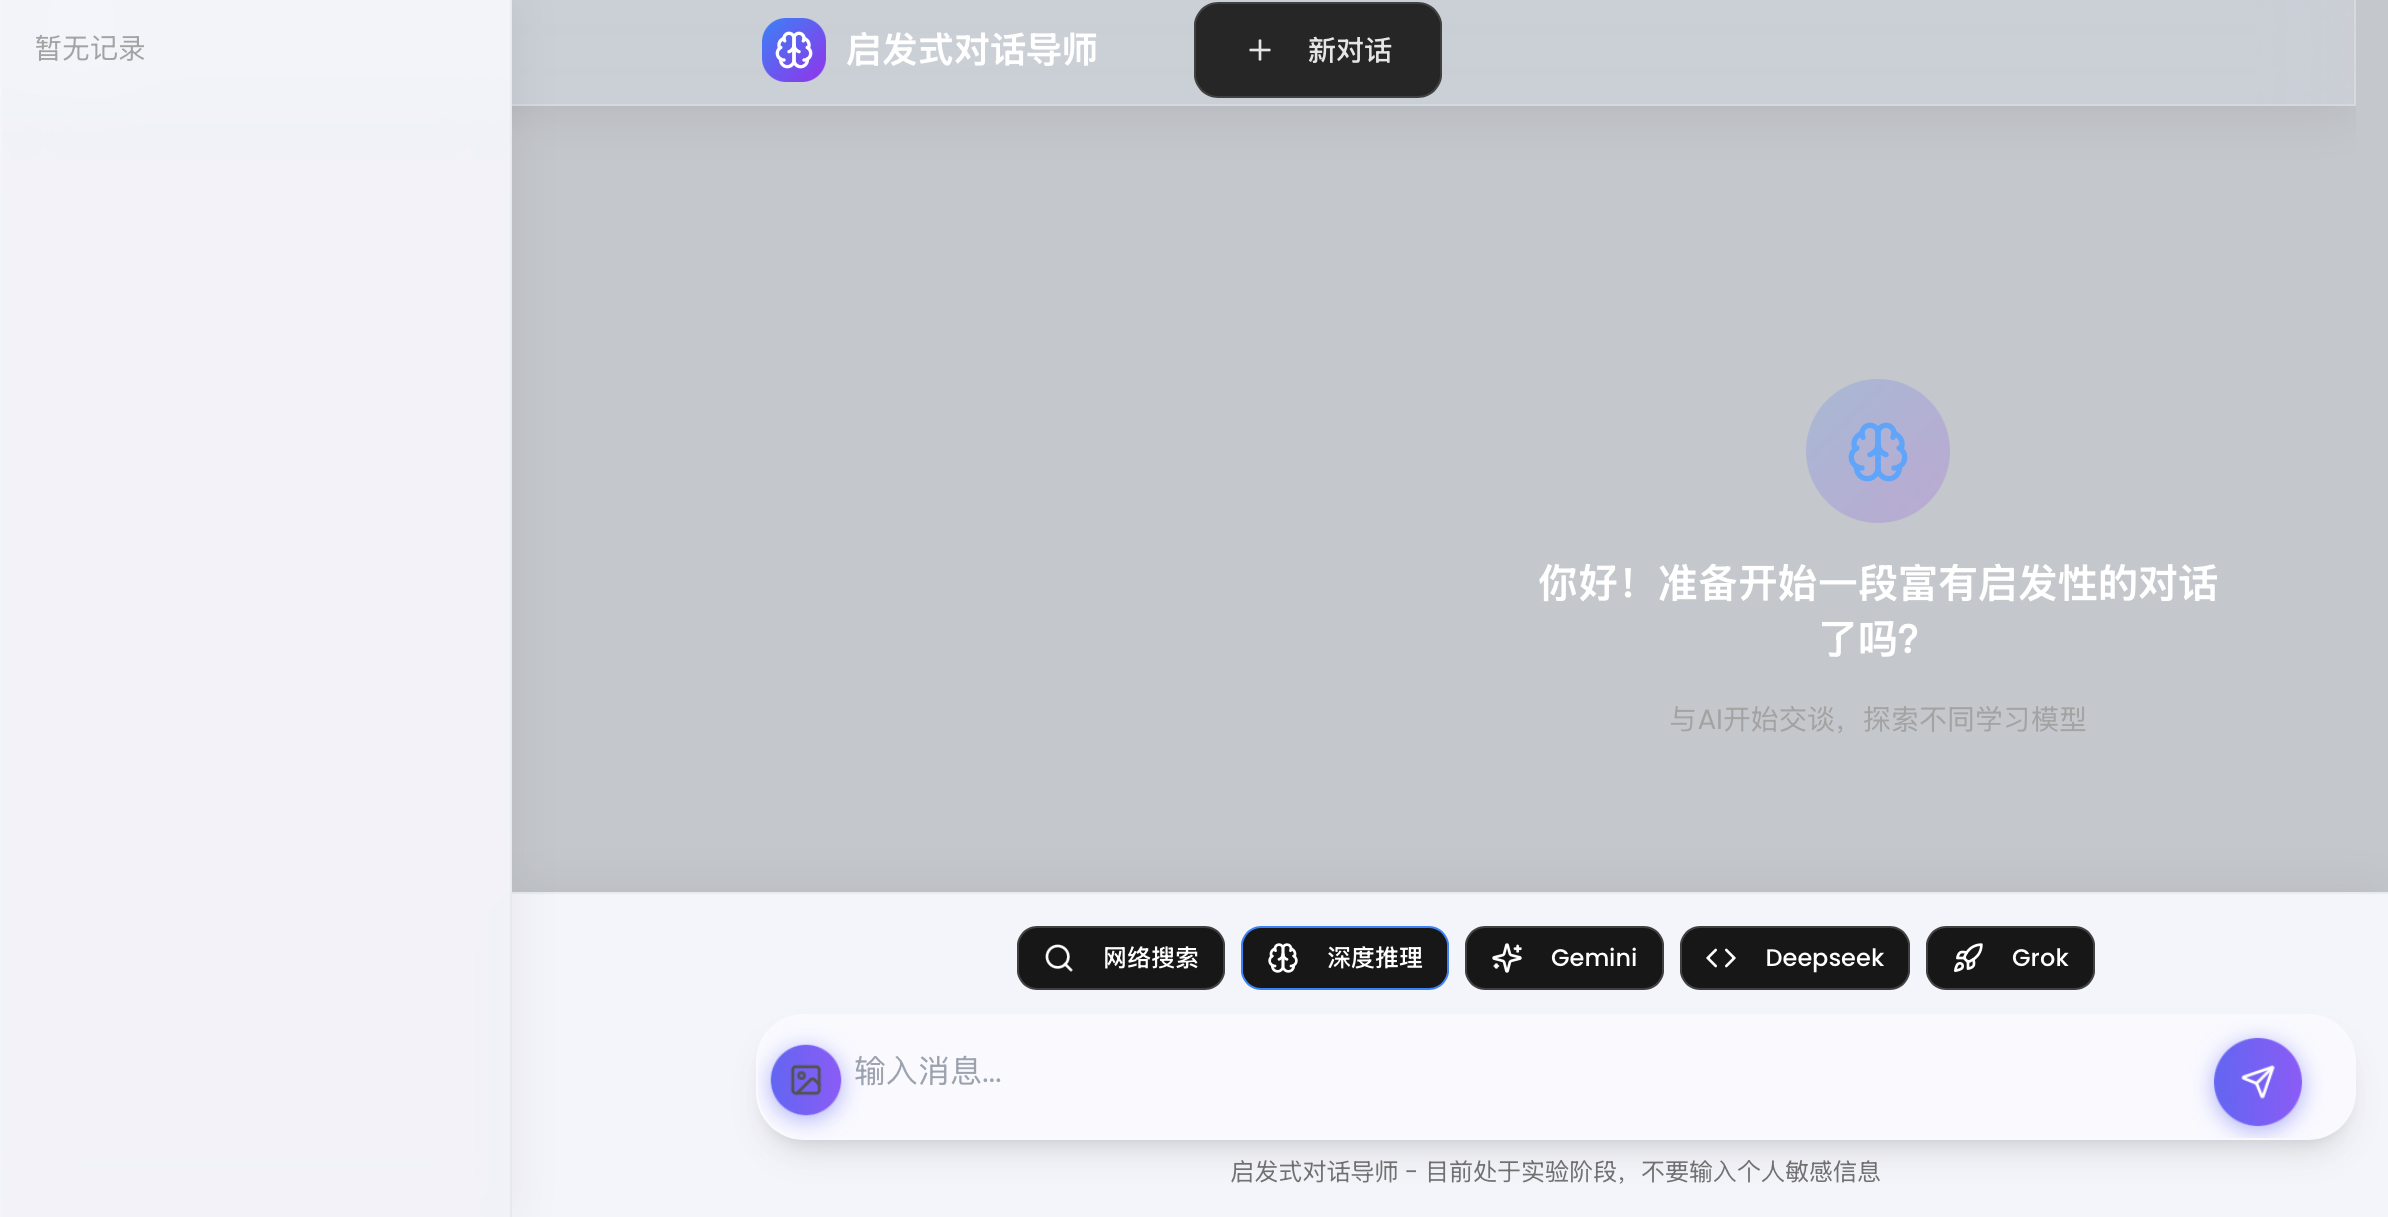 暂无记录
启发式对话导师
新对话
你好！准备开始一段富有启发性的对话
了吗？
与AI开始交谈，探索不同学习模型
网络搜索
深度推理
Gemini
Deepseek
Grok
输入消息...
启发式对话导师 - 目前处于实验阶段，不要输入个人敏感信息